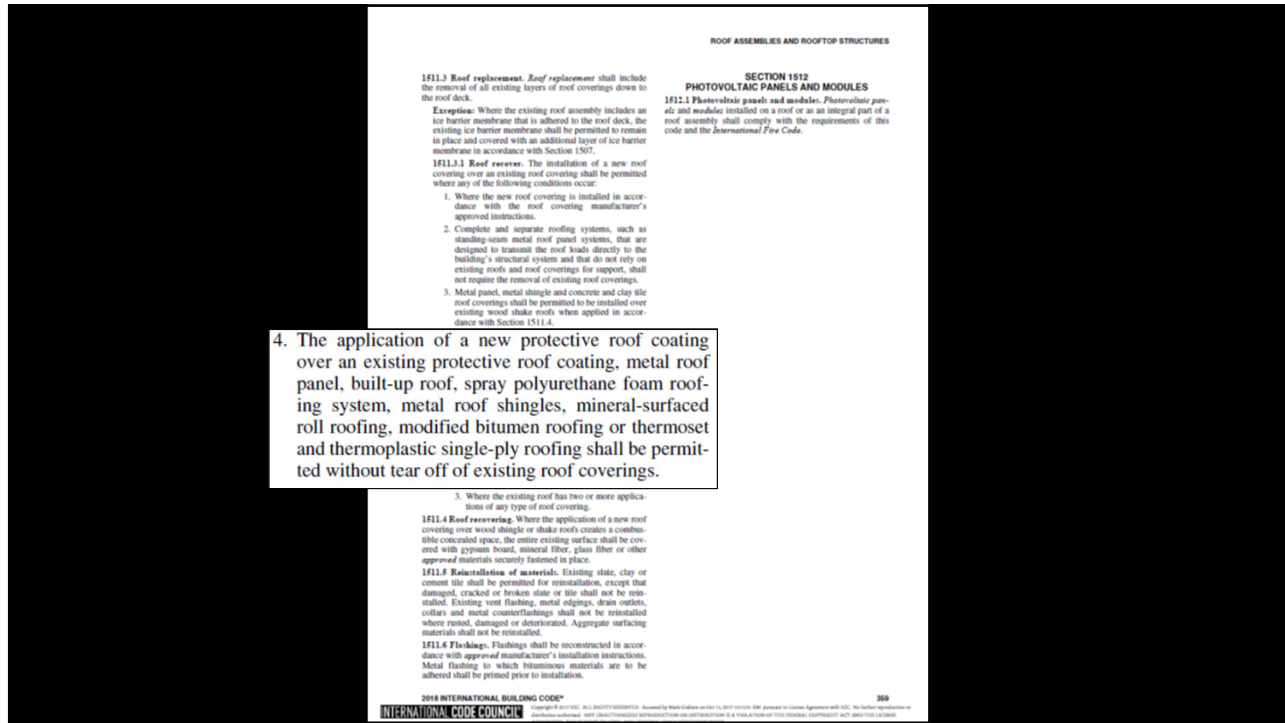 ROOF ASSEMBLIES AND ROOFTOP STRUCTURES
1511.3 Roof replacement. Roof replacement shall include
the removal of all existing layers of roof coverings down to
the roof deck.
Exception: Where the existing roof assembly includes an
ice barrier membrane that is adhered to the roof deck, the
existing ice barrier membrane shall be permitted to remain
in place and covered with an additional layer of ice barrier
membrane in accordance with Section 1507.
1511.3.1 Roof recover. The installation of a new roof
covering over an existing roof covering shall be permitted
where any of the following conditions occur:
1. Where the new roof covering is installed in accor-
dance with the roof covering manufacturer's
approved instructions.
2. Complete and separate roofing systems, such as
standing-seam metal roof panel systems, that are
designed to transmit the roof loads directly to the
building's structural system and that do not rely on
existing roofs and roof coverings for support, shall
not require the removal of existing roof coverings.
3. Metal panel, metal shingle and concrete and clay tile
roof coverings shall be permitted to be installed over
existing wood shake roofs when applied in accor-
dance with Section 1511.4.
4. The application of a new protective roof coating
over an existing protective roof coating, metal roof
panel, built-up roof, spray polyurethane foam roof-
ing system, metal roof shingles, mineral-surfaced
roll roofing, modified bitumen roofing or thermoset
and thermoplastic single-ply roofing shall be permit-
ted without tear off of existing roof coverings.
3. Where the existing roof has two or more applica-
tions of any type of roof covering.
1511.4 Roof recovering. Where the application of a new roof
covering over wood shingle or shake roofs creates a combus-
tible concealed space, the entire existing surface shall be cov-
ered with gypsum board, mineral fiber, glass fiber or other
approved materials securely fastened in place.
1511.5 Reinstallation of materials. Existing slate, clay or
cement tile shall be permitted for reinstallation, except that
damaged, cracked or broken slate or tile shall not be rein-
stalled. Existing vent flashing, metal edgings, drain outlets,
collars and metal counterflashings shall not be reinstalled
where rusted, damaged or deteriorated. Aggregate surfacing
materials shall not be reinstalled.
1511.6 Flashings. Flashings shall be reconstructed in accor-
dance with approved manufacturer's installation instructions.
Metal flashing to which bituminous materials are to be
adhered shall be primed prior to installation.
SECTION 1512
PHOTOVOLTAIC PANELS AND MODULES
1512.1 Photovoltaic panels and modules. Photovoltaic pan-
els and modules installed on a roof or as an integral part of a
roof assembly shall comply with the requirements of this
code and the International Fire Code.
2018 INTERNATIONAL BUILDING CODE®
359
INTERNATIONAL CODE COUNCIL